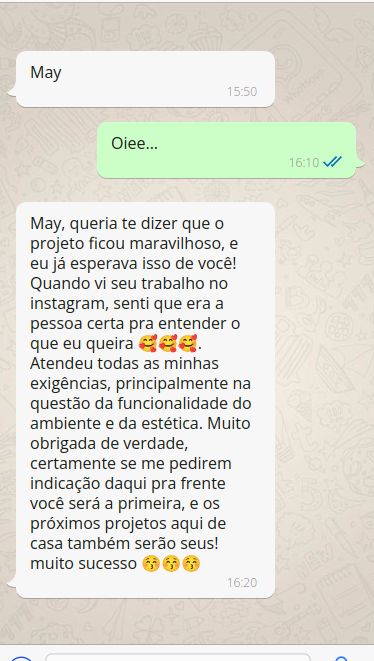 May
15:50
Oiee...
16:10
May, queria te dizer que o
projeto ficou maravilhoso, e
eu já esperava isso de você!
Quando vi seu trabalho no
instagram, senti que era a
pessoa certa pra entender o
que eu queira 🥰🥰🥰.
Atendeu todas as minhas
exigências, principalmente na
questão da funcionalidade do
ambiente e da estética. Muito
obrigada de verdade,
certamente se me pedirem
indicação daqui pra frente
você será a primeira, e os
próximos projetos aqui de
casa também serão seus!
muito sucesso 😚😚😚
16:20